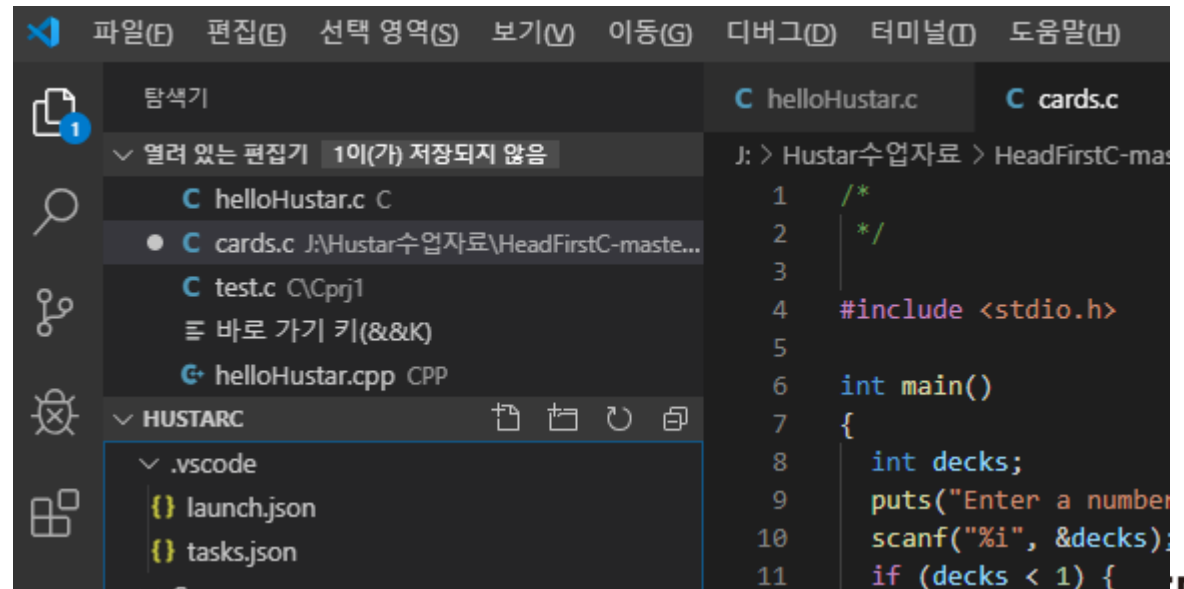 파일(F) 편집(E) 선택 영역(S) 보기(V) 이동(G) 디버그(D) 터미널(T) 도움말(H)
탐색기
열려 있는 편집기 1이(가) 저장되지 않음
C helloHustar.c C
C cards.c J:\Hustar수업자료\HeadFirstC-maste...
C test.c C\Cprj1
바로 가기 키(&&K)
helloHustar.cpp CPP
HUSTARC
.vscode
{} launch.json
{} tasks.json
1
C helloHustar.c C cards.c
J: > Hustar수업자료 > HeadFirstC-mas
1 /*
2 */
3
4 #include <stdio.h>
5
6 int main()
7 {
8 int decks;
9 puts("Enter a number
10 scanf("%i", &decks);
11 if (decks < 1) {